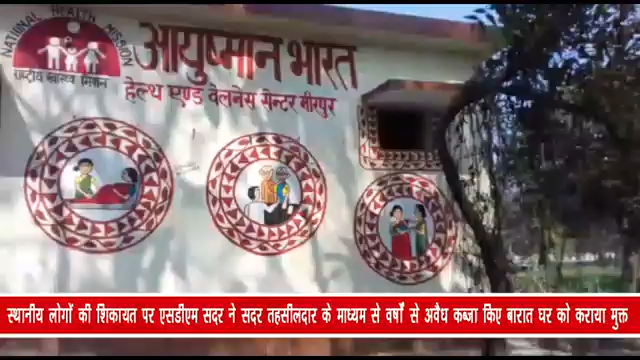 NATIONAL HEALTH MISSION
राष्ट्रीय स्वास्थ्य मिशन
आयुष्मान भारत
हेल्थ एण्ड वेलनेस सेन्टर मीरपुर
स्थानीय लोगों की शिकायत पर एसडीएम सदर ने सदर तहसीलदार के माध्यम से वर्षों से अवैध कब्जा किए बारात घर को कराया मुक्त